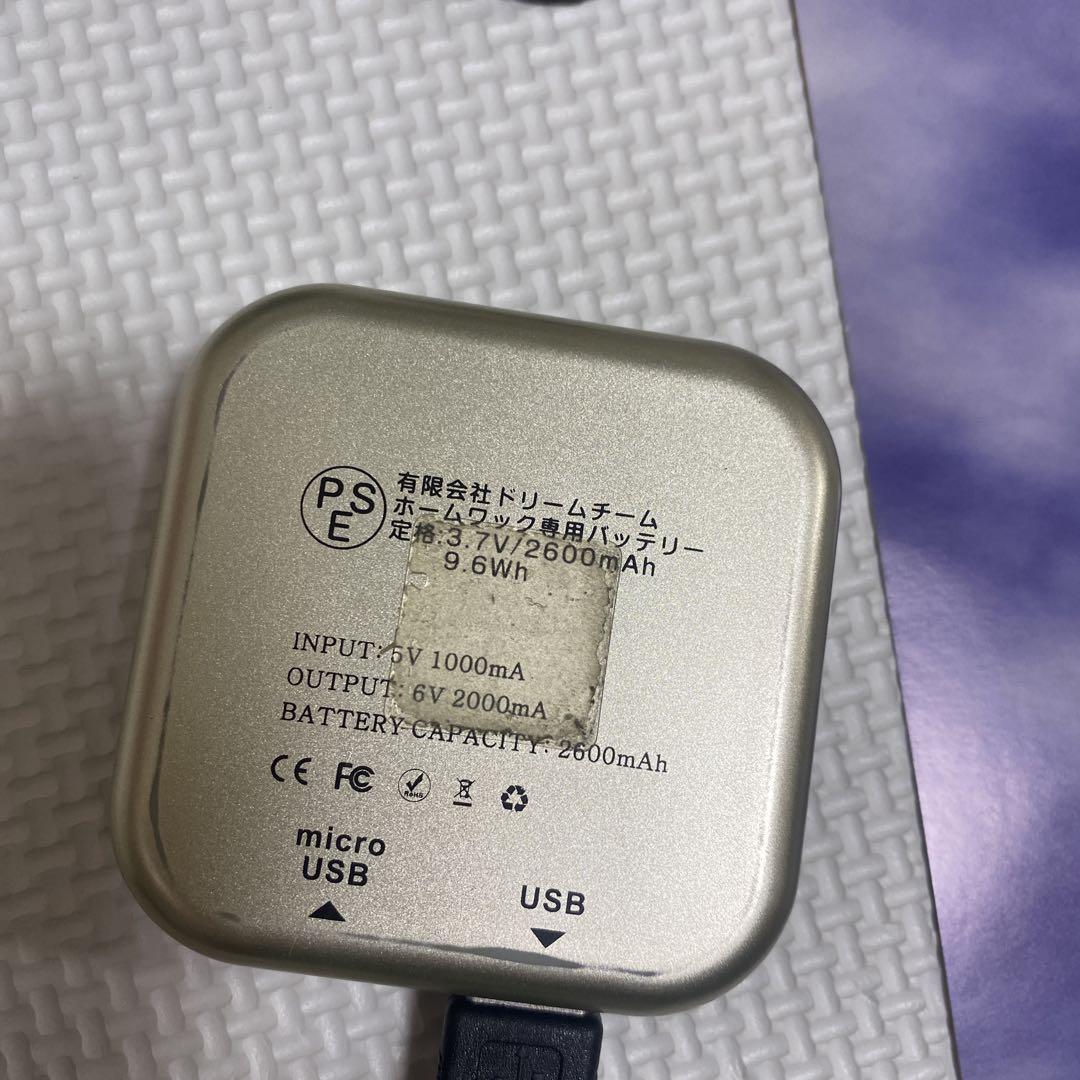 PSE
有限会社ドリームチーム
ホームワック専用バッテリー
定格:3.7V/2600mAh
9.6Wh
INPUT: 5V 1000mA
OUTPUT: 6V 2000mA
BATTERY CAPACITY: 2600mAh
CE FC RoHS
micro
USB
USB